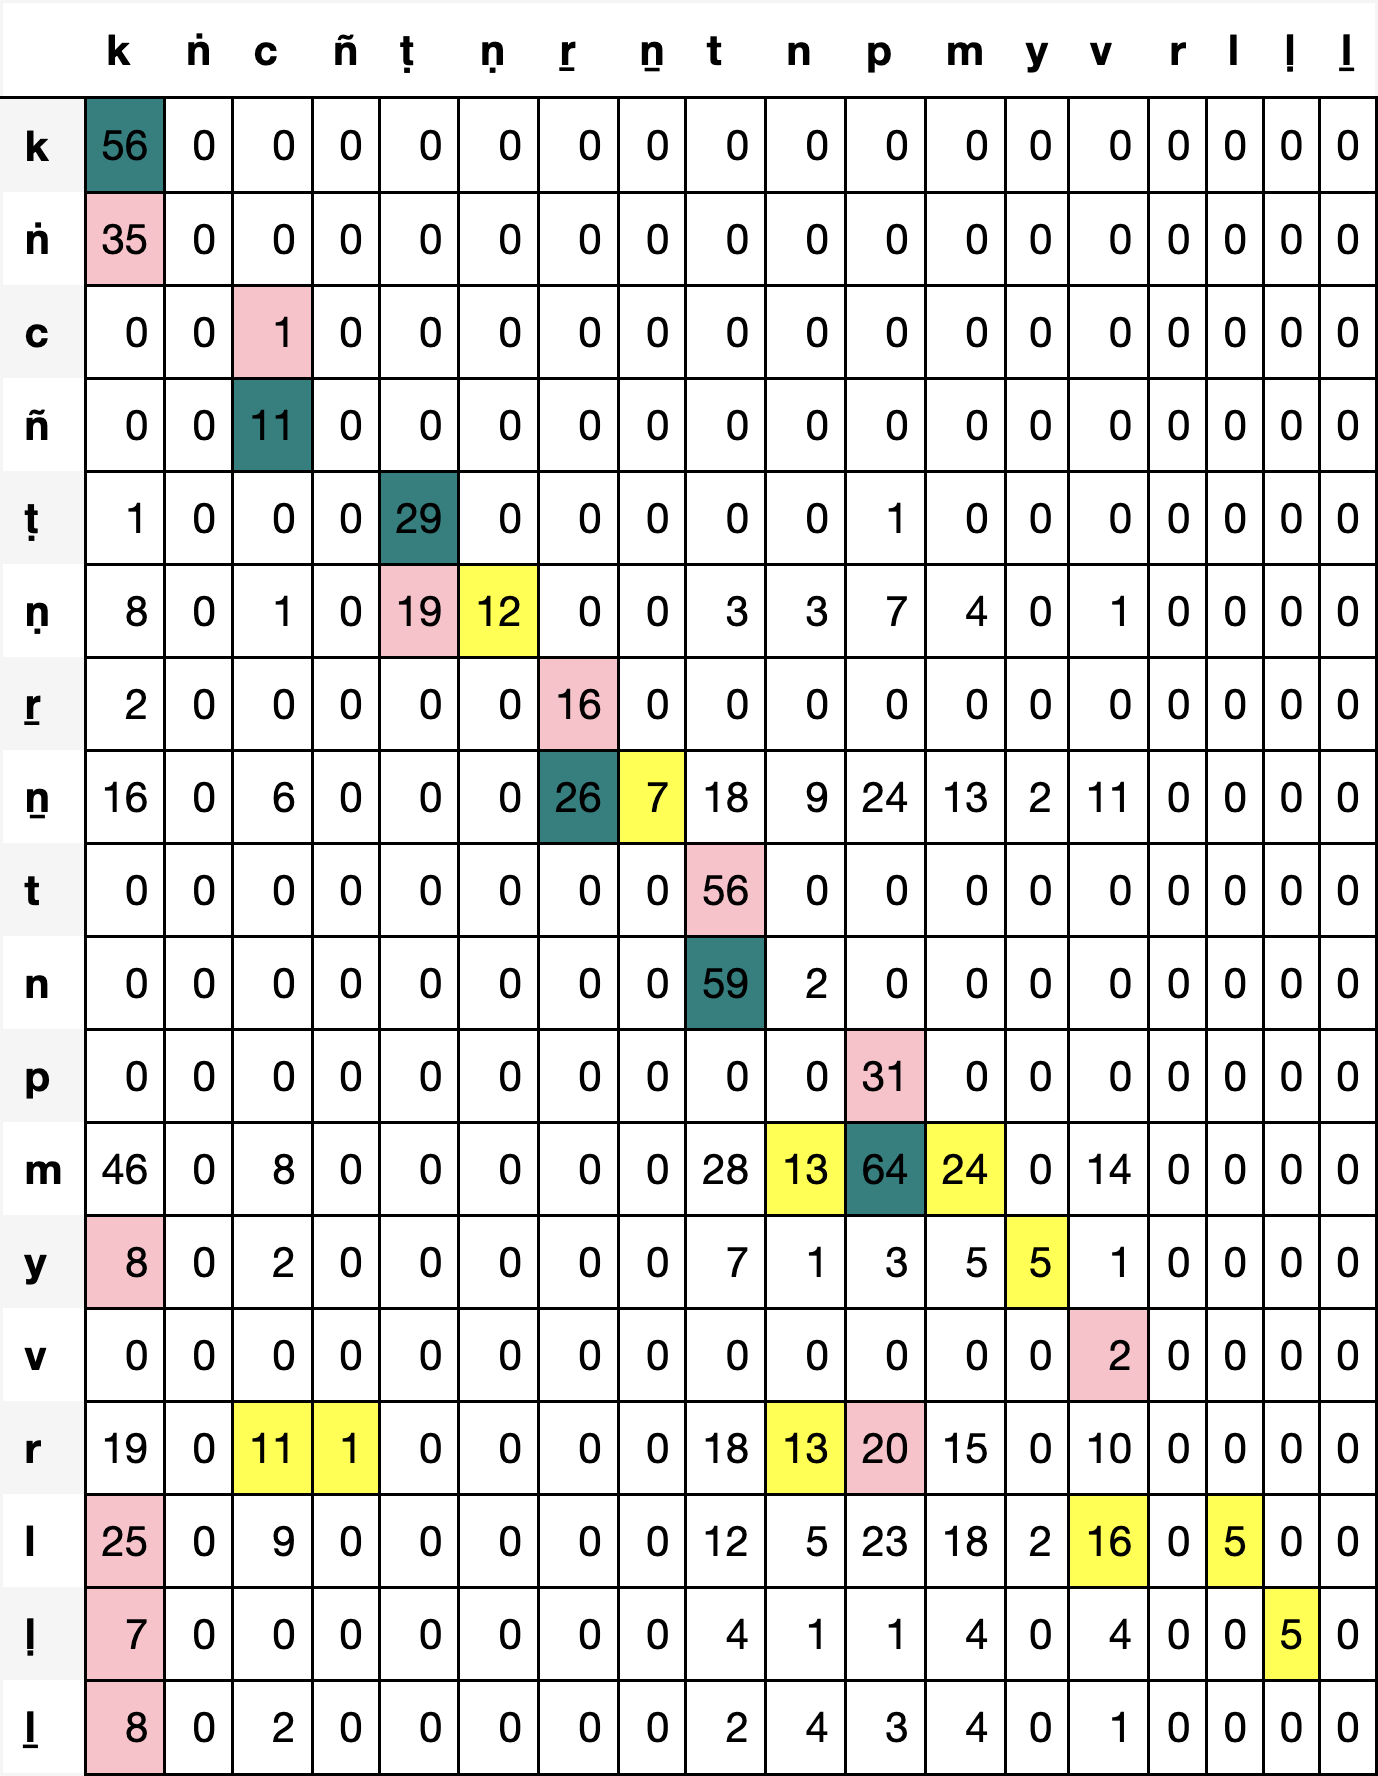 k ṅ c ñ ṭ ṇ ṟ ṉ t n p m y v r l ḷ ḻ
k 56 0 0 0 0 0 0 0 0 0 0 0 0 0 0 0 0 0
ṅ 35 0 0 0 0 0 0 0 0 0 0 0 0 0 0 0 0 0
c 0 0 1 0 0 0 0 0 0 0 0 0 0 0 0 0 0 0
ñ 0 0 11 0 0 0 0 0 0 0 0 0 0 0 0 0 0 0
ṭ 1 0 0 0 29 0 0 0 0 0 1 0 0 0 0 0 0 0
ṇ 8 0 1 0 19 12 0 0 3 3 7 4 0 1 0 0 0 0
ṟ 2 0 0 0 0 0 16 0 0 0 0 0 0 0 0 0 0 0
ṉ 16 0 6 0 0 0 26 7 18 9 24 13 2 11 0 0 0 0
t 0 0 0 0 0 0 0 0 56 0 0 0 0 0 0 0 0 0
n 0 0 0 0 0 0 0 0 59 2 0 0 0 0 0 0 0 0
p 0 0 0 0 0 0 0 0 0 0 31 0 0 0 0 0 0 0
m 46 0 8 0 0 0 0 0 28 13 64 24 0 14 0 0 0 0
y 8 0 2 0 0 0 0 0 7 1 3 5 5 1 0 0 0 0
v 0 0 0 0 0 0 0 0 0 0 0 0 0 2 0 0 0 0
r 19 0 11 1 0 0 0 0 18 13 20 15 0 10 0 0 0 0
l 25 0 9 0 0 0 0 0 12 5 23 18 2 16 0 5 0 0
ḷ 7 0 0 0 0 0 0 0 4 1 1 4 0 4 0 0 5 0
ḻ 8 0 2 0 0 0 0 0 2 4 3 4 0 1 0 0 0 0